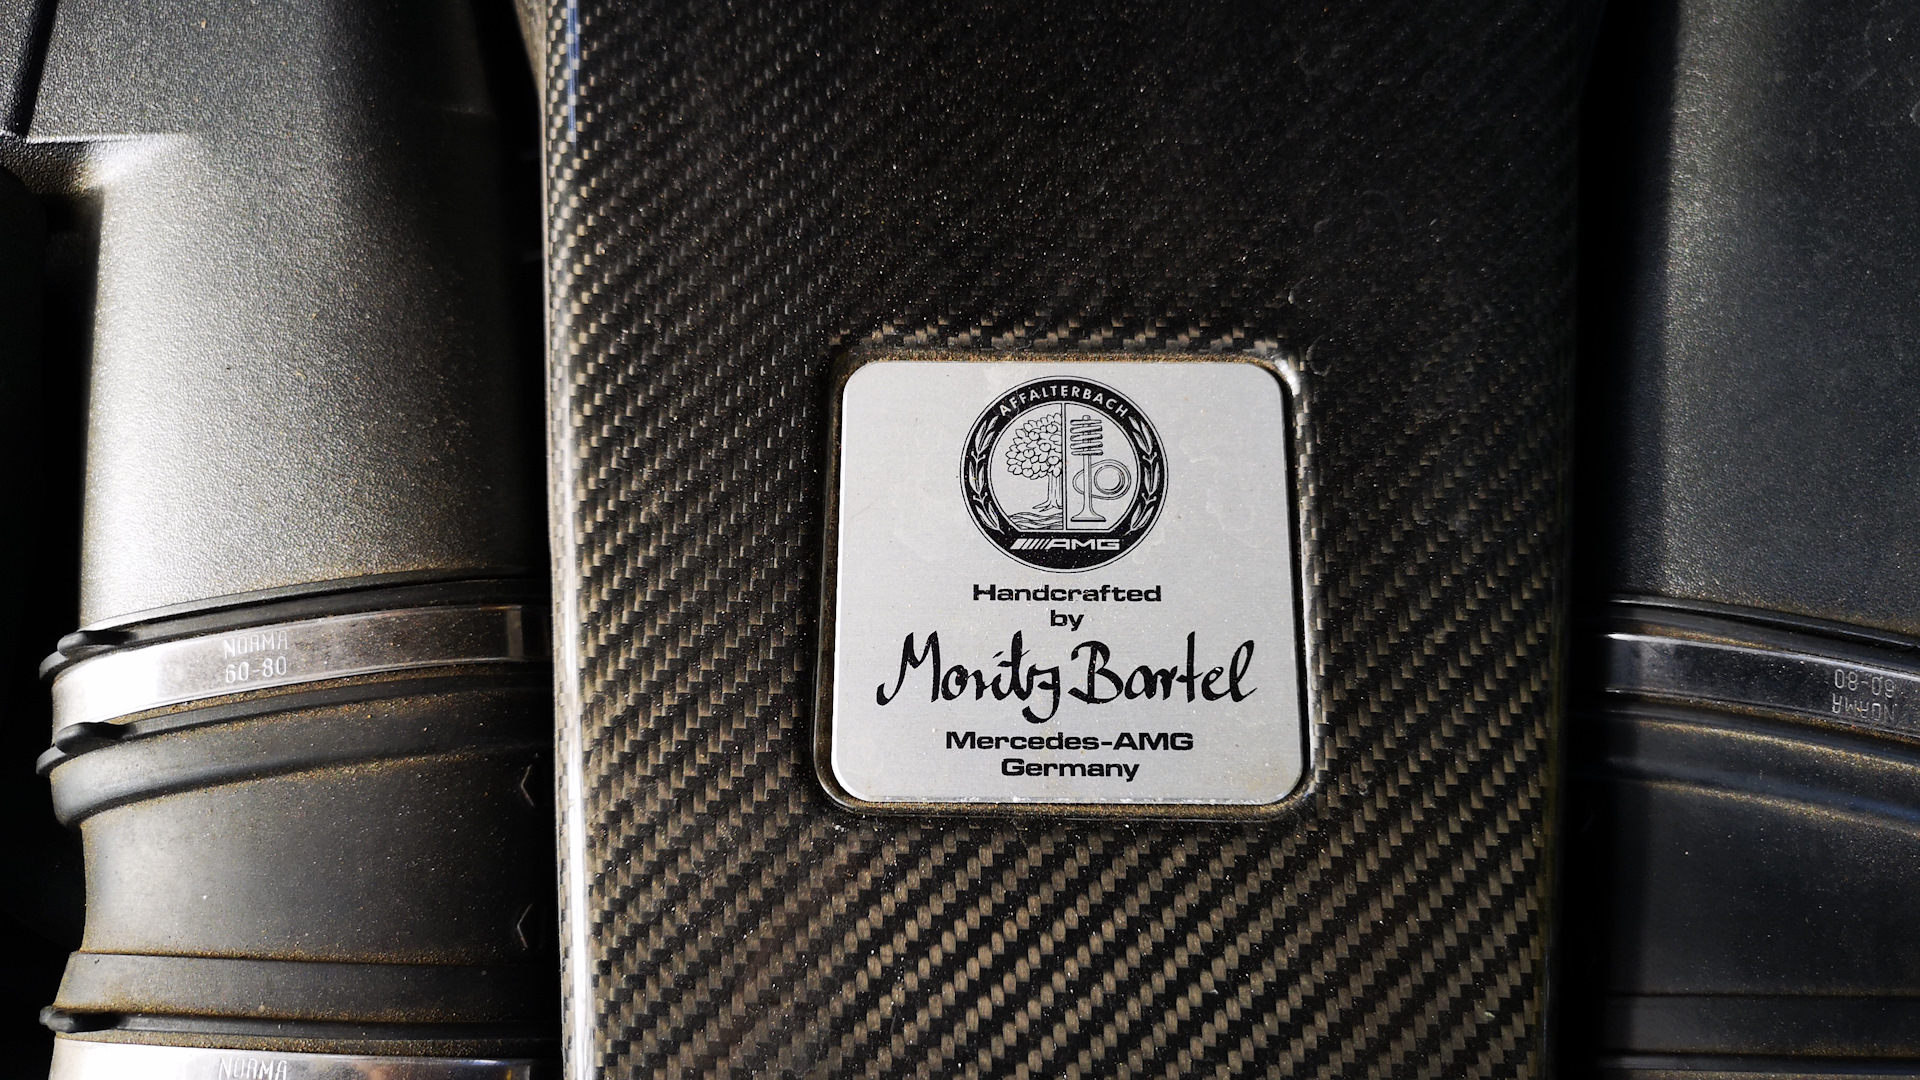 AFFALTERBACH
AMG
Handcrafted
by
Moritz Bartel
Mercedes-AMG
Germany
NORMA
60-80
NORMA
60-80
NORMA